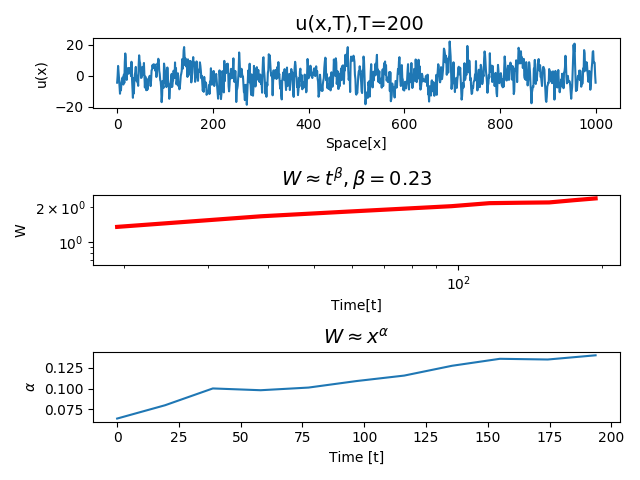 u(x,T),T=200
20
0
−20
u(x)
0 200 400 600 800 1000
Space[x]
W ≈ t^β, β = 0.23
2 × 10^0
10^0
W
10^2
Time[t]
W ≈ x^α
0.125
0.100
0.075
α
0 25 50 75 100 125 150 175 200
Time [t]